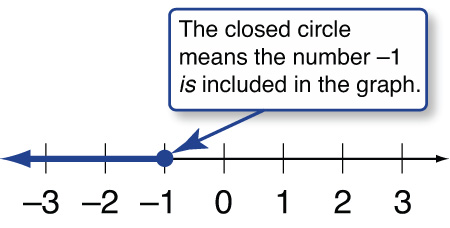 The closed circle
means the number –1
is included in the graph.
–3 –2 –1 0 1 2 3